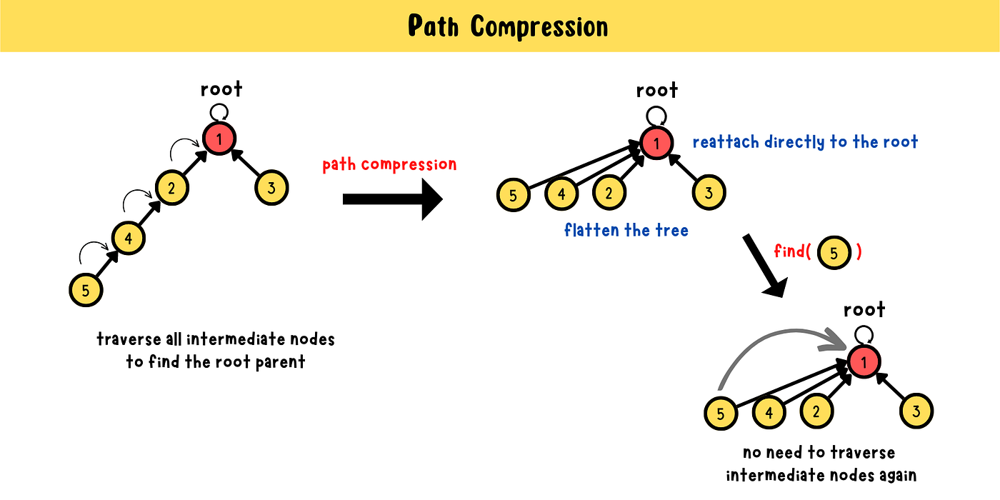 Path Compression
root
1
2
3
4
5
traverse all intermediate nodes
to find the root parent
path compression
root
1
reattach directly to the root
5
4
2
3
flatten the tree
find( 5 )
root
1
5
4
2
3
no need to traverse
intermediate nodes again